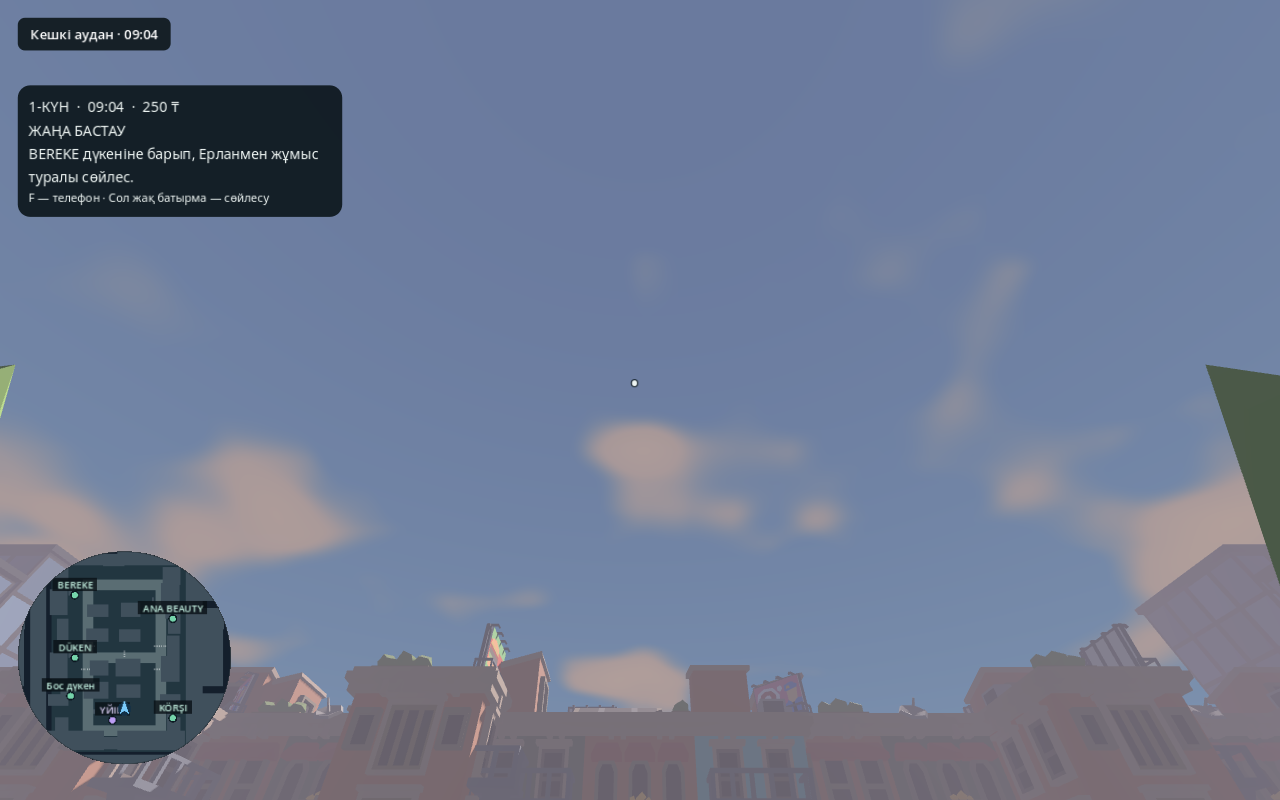 Кешкі аудан · 09:04
1-КҮН · 09:04 · 250 ₸
ЖАҢА БАСТАУ
BEREKE дүкеніне барып, Ерланмен жұмыс
туралы сөйлес.
F — телефон · Сол жақ батырма — сөйлесу
BEREKE
ANA BEAUTY
DÜKEN
Бос дүкен
KÖRŞI